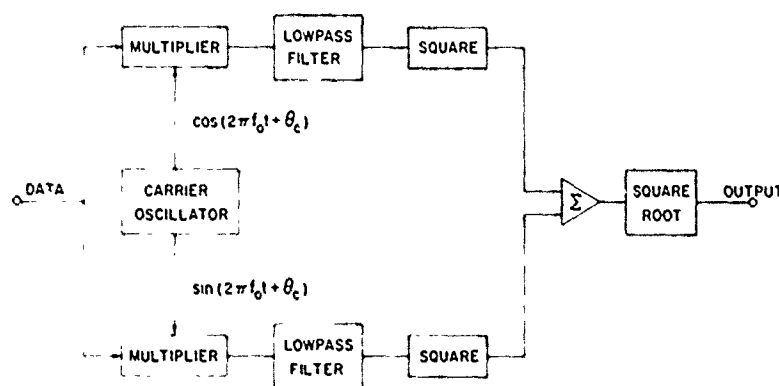 MULTIPLIER
LOWPASS
FILTER
SQUARE
cos(2πf₀t + θc)
DATA
CARRIER
OSCILLATOR
Σ
SQUARE
ROOT
OUTPUT
sin(2πf₀t + θc)
MULTIPLIER
LOWPASS
FILTER
SQUARE